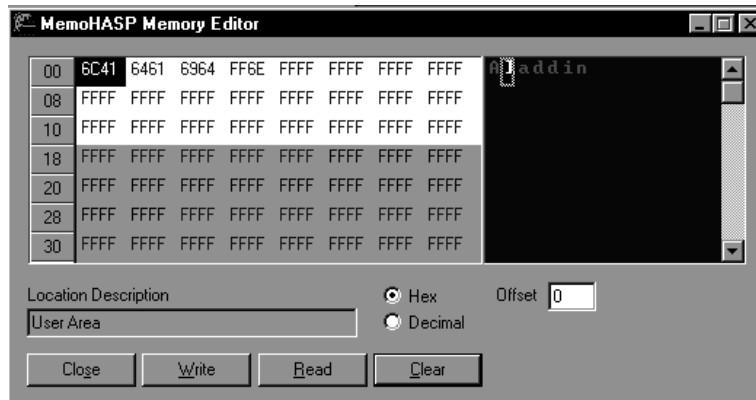 MemoHASP Memory Editor
00 6C41 6461 6964 FF6E FFFF FFFF FFFF FFFF Aladdin
08 FFFF FFFF FFFF FFFF FFFF FFFF FFFF FFFF
10 FFFF FFFF FFFF FFFF FFFF FFFF FFFF FFFF
18 FFFF FFFF FFFF FFFF FFFF FFFF FFFF FFFF
20 FFFF FFFF FFFF FFFF FFFF FFFF FFFF FFFF
28 FFFF FFFF FFFF FFFF FFFF FFFF FFFF FFFF
30 FFFF FFFF FFFF FFFF FFFF FFFF FFFF FFFF
Location Description Hex Offset 0
User Area Decimal
Close Write Read Clear